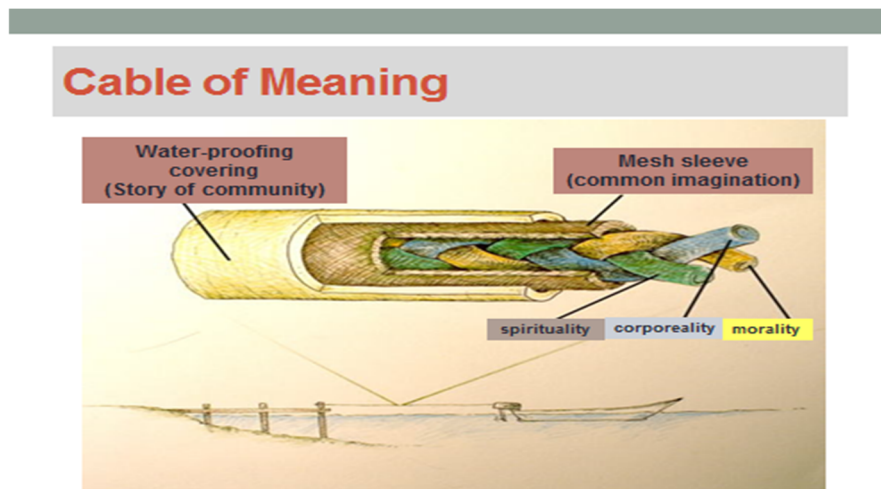 Cable of Meaning
Water-proofing
covering
(Story of community)
Mesh sleeve
(common imagination)
spirituality
corporeality
morality